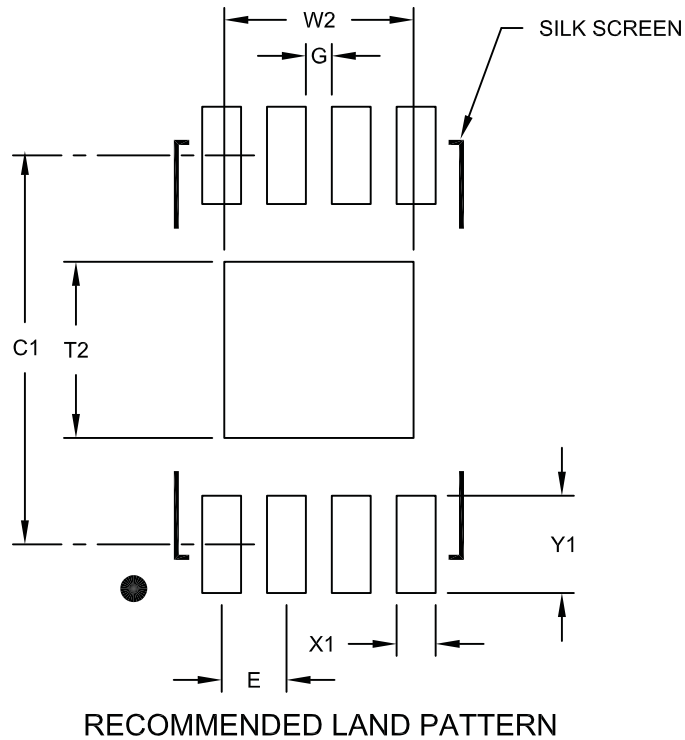 W2
SILK SCREEN
G
C1
T2
Y1
X1
E
RECOMMENDED LAND PATTERN